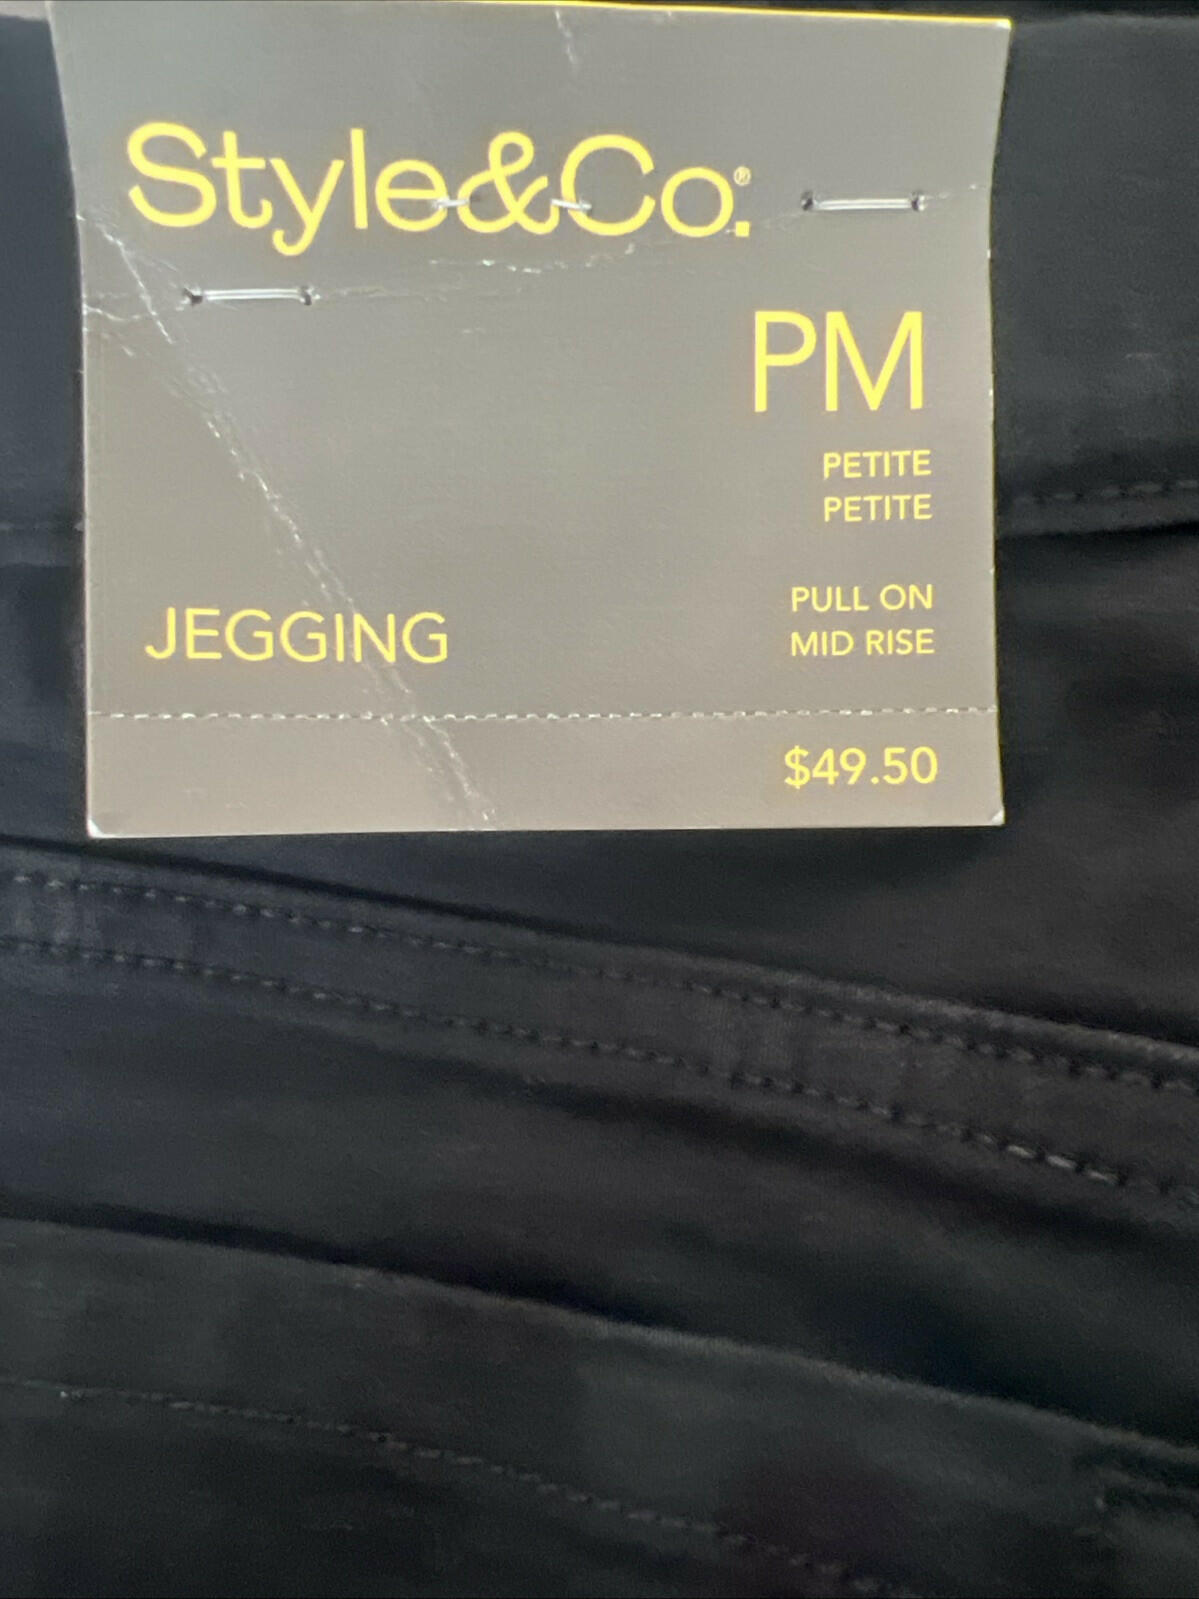 Style&Co.®
PM
PETITE
PETITE
JEGGING
PULL ON
MID RISE
$49.50